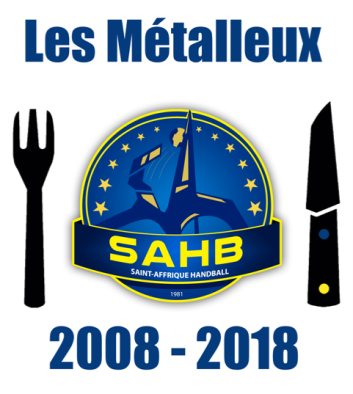 Les Métalleux
SAHB
SAINT-AFFRIQUE HANDBALL
1981
2008 - 2018